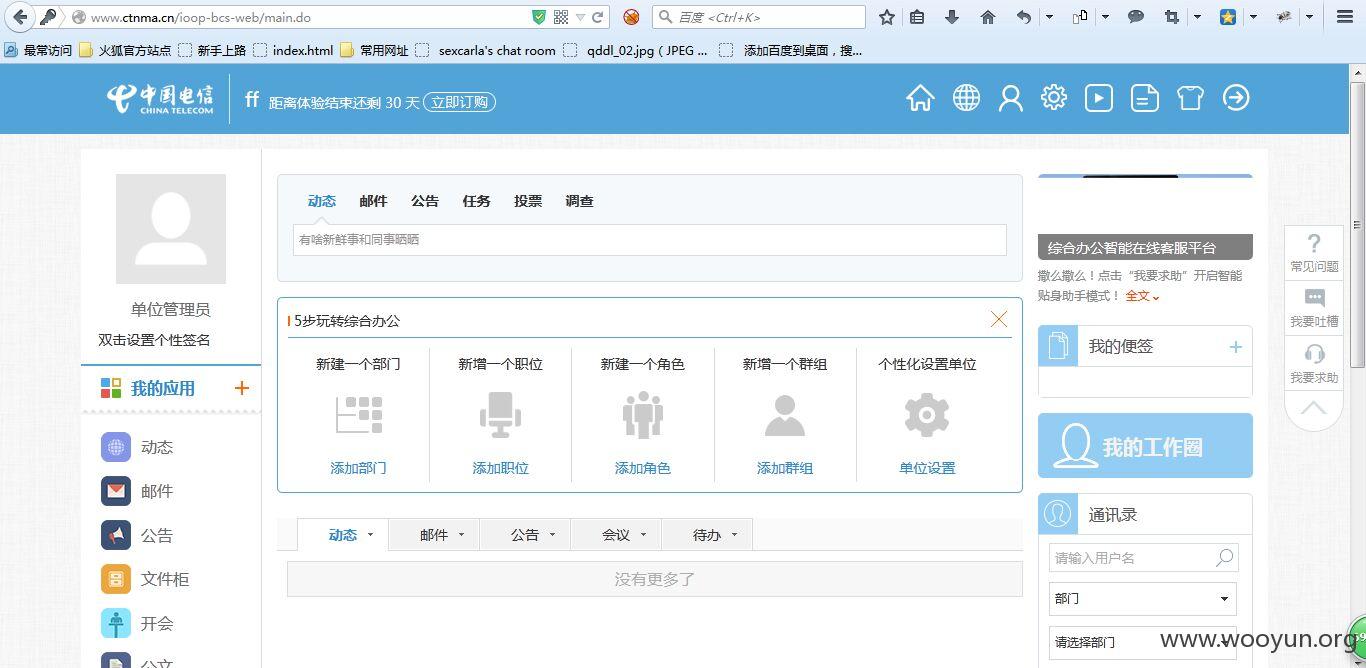 www.ctnma.cn/ioop-bcs-web/main.do
百度 <Ctrl+K>
最常访问 火狐官方站点 新手上路 index.html 常用网址 sexcarla's chat room qddl_02.jpg ( JPEG ... 添加百度到桌面，搜...
中国电信 CHINA TELECOM
ff 距离体验结束还剩 30 天 立即订购
单位管理员
双击设置个性签名
我的应用 +
动态
邮件
公告
文件柜
开会
公文
动态 邮件 公告 任务 投票 调查
有啥新鲜事和同事晒晒
5步玩转综合办公
新建一个部门 新增一个职位 新建一个角色 新增一个群组 个性化设置单位
添加部门 添加职位 添加角色 添加群组 单位设置
动态 邮件 公告 会议 待办
没有更多了
综合办公智能在线客服平台
撒么撒么！点击“我要求助”开启智能
贴身助手模式！ 全文
我的便签 +
我的工作圈
通讯录
请输入用户名
部门
请选择部门
?
常见问题
我要吐槽
我要求助
www.wooyun.org